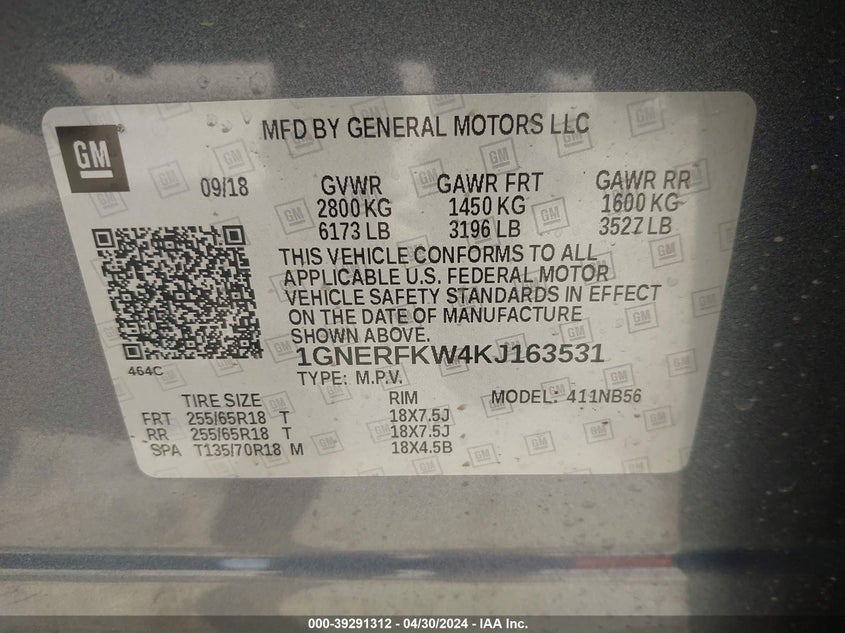 GM
MFD BY GENERAL MOTORS LLC
09/18
GVWR GAWR FRT GAWR RR
2800 KG 1450 KG 1600 KG
6173 LB 3196 LB 3527 LB
THIS VEHICLE CONFORMS TO ALL
APPLICABLE U.S. FEDERAL MOTOR
VEHICLE SAFETY STANDARDS IN EFFECT
ON THE DATE OF MANUFACTURE
SHOWN ABOVE.
464C
1GNERFKW4KJ163531
TYPE: M.P.V.
TIRE SIZE RIM MODEL: 411NB56
FRT 255/65R18 T 18X7.5J
RR 255/65R18 T 18X7.5J
SPA T135/70R18 M 18X4.5B
000-39291312 - 04/30/2024 - IAA Inc.